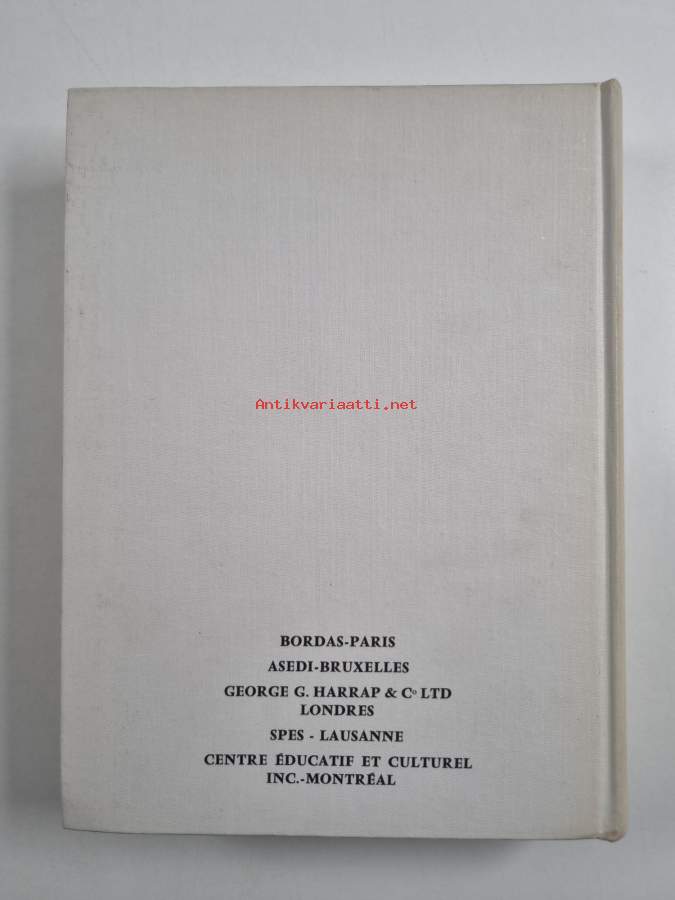 Antikvariaatti.net
BORDAS-PARIS
ASEDI-BRUXELLES
GEORGE G. HARRAP & Cº LTD
LONDRES
SPES - LAUSANNE
CENTRE ÉDUCATIF ET CULTUREL
INC.-MONTRÉAL